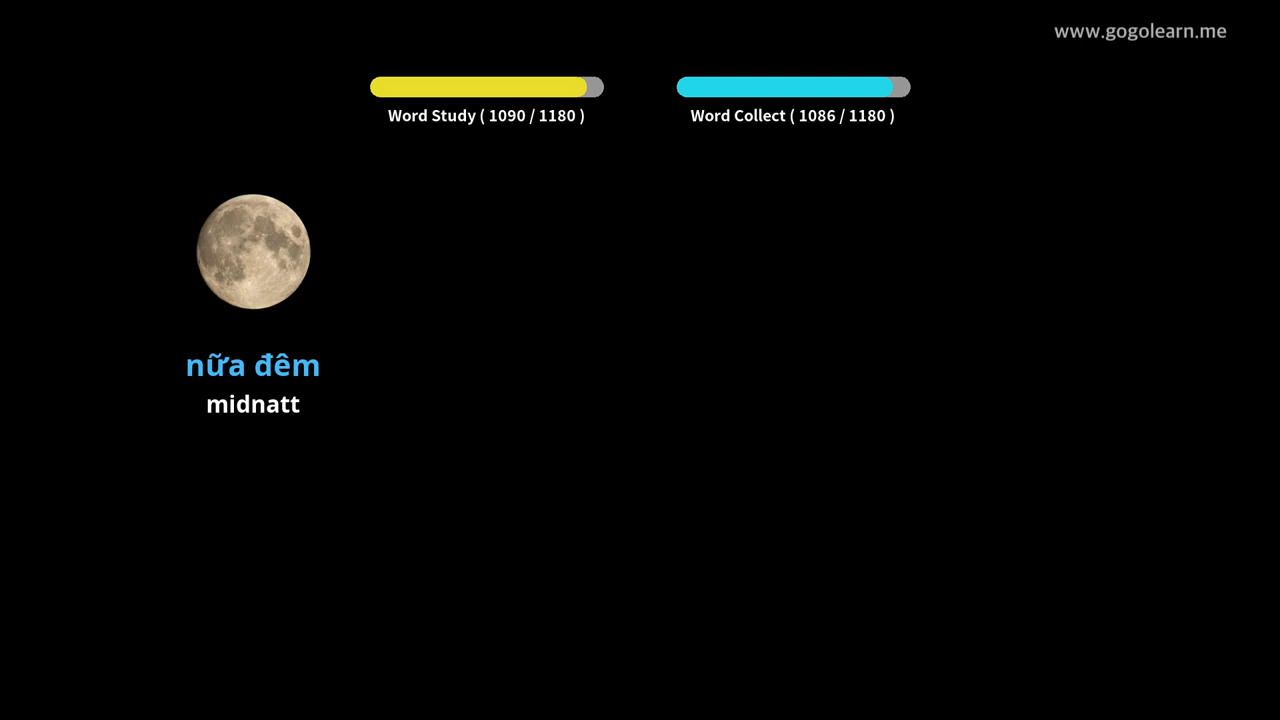 www.gogolearn.me
Word Study ( 1090 / 1180 )
Word Collect ( 1086 / 1180 )
nữa đêm
midnatt